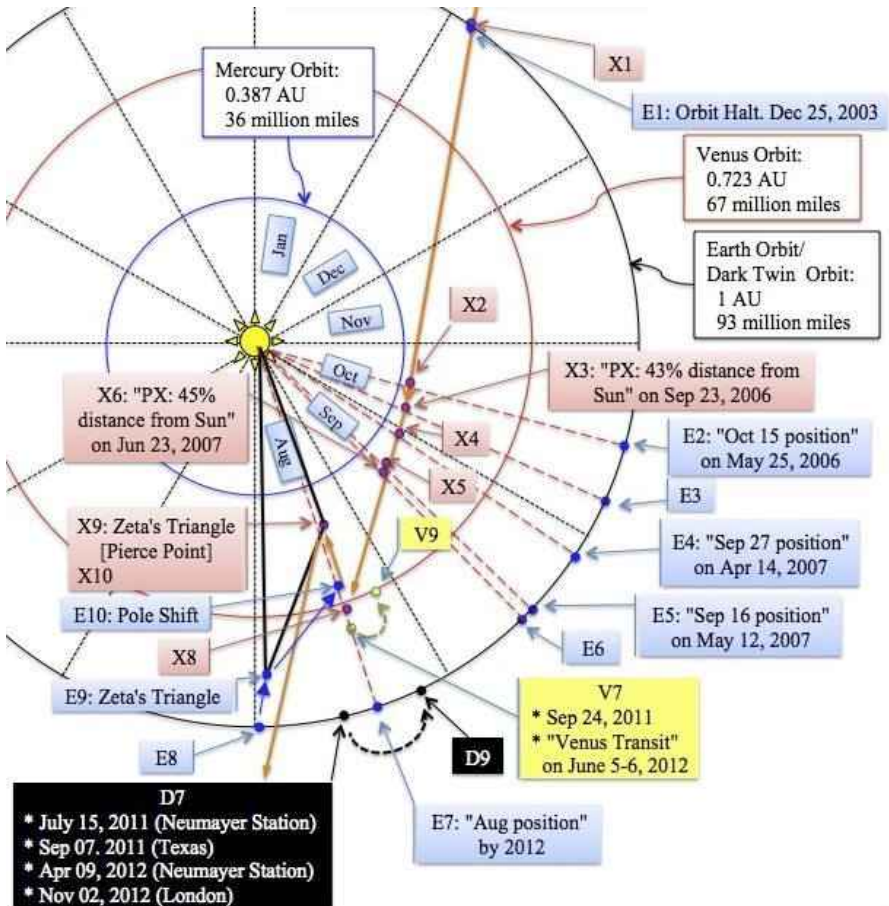 X1
E1: Orbit Halt. Dec 25, 2003
Mercury Orbit:
0.387 AU
36 million miles
Venus Orbit:
0.723 AU
67 million miles
Earth Orbit/
Dark Twin Orbit:
1 AU
93 million miles
Jan
Dec
Nov
Oct
Sep
Aug
X2
X3: "PX: 43% distance from
Sun" on Sep 23, 2006
X6: "PX: 45%
distance from Sun"
on Jun 23, 2007
X4
X5
E2: "Oct 15 position"
on May 25, 2006
E3
E4: "Sep 27 position"
on Apr 14, 2007
E5: "Sep 16 position"
on May 12, 2007
E6
X9: Zeta's Triangle
[Pierce Point]
X10
V9
E10: Pole Shift
X8
E9: Zeta's Triangle
E8
V7
* Sep 24, 2011
* "Venus Transit"
on June 5-6, 2012
D9
D7
* July 15, 2011 (Neumayer Station)
* Sep 07. 2011 (Texas)
* Apr 09, 2012 (Neumayer Station)
* Nov 02, 2012 (London)
E7: "Aug position"
by 2012